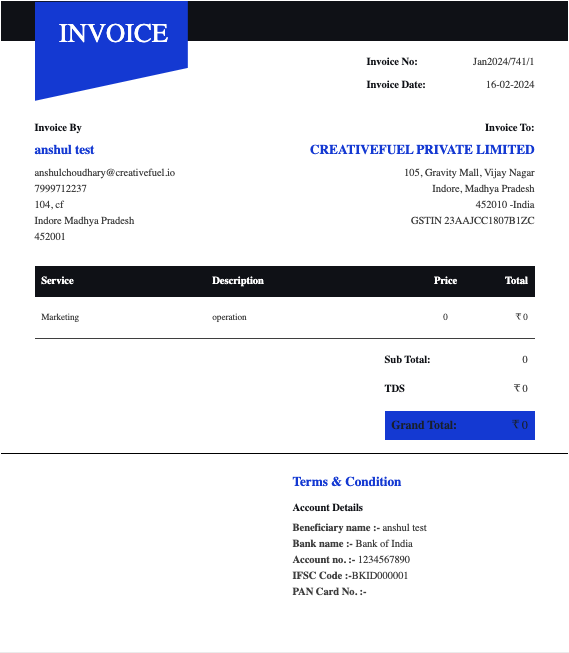 INVOICE
Invoice No: Jan2024/741/1
Invoice Date: 16-02-2024
Invoice By
anshul test
anshulchoudhary@creativefuel.io
7999712237
104, cf
Indore Madhya Pradesh
452001
Invoice To:
CREATIVEFUEL PRIVATE LIMITED
105, Gravity Mall, Vijay Nagar
Indore, Madhya Pradesh
452010 -India
GSTIN 23AAJCC1807B1ZC
Service Description Price Total
Marketing operation 0 ₹ 0
Sub Total: 0
TDS ₹ 0
Grand Total: ₹ 0
Terms & Condition
Account Details
Beneficiary name :- anshul test
Bank name :- Bank of India
Account no. :- 1234567890
IFSC Code :-BKID000001
PAN Card No. :-